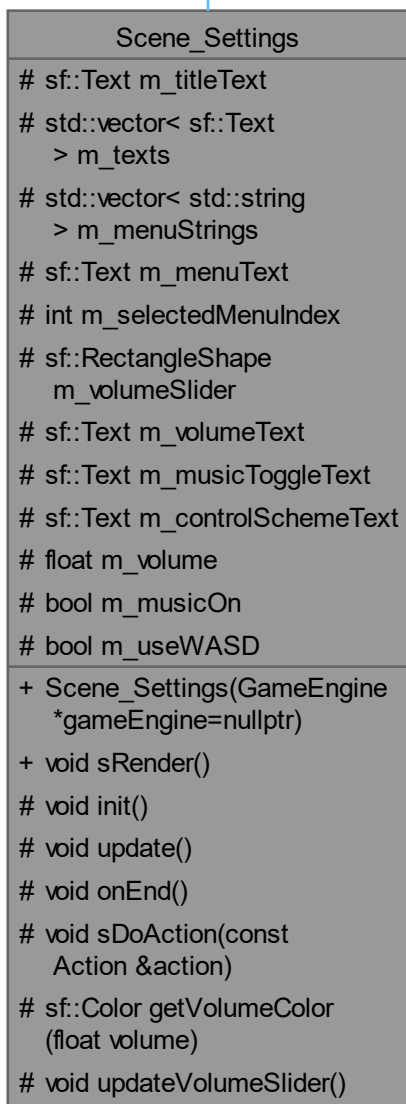 Scene_Settings
# sf::Text m_titleText
# std::vector< sf::Text
> m_texts
# std::vector< std::string
> m_menuStrings
# sf::Text m_menuText
# int m_selectedMenuIndex
# sf::RectangleShape
m_volumeSlider
# sf::Text m_volumeText
# sf::Text m_musicToggleText
# sf::Text m_controlSchemeText
# float m_volume
# bool m_musicOn
# bool m_useWASD
+ Scene_Settings(GameEngine
*gameEngine=nullptr)
+ void sRender()
# void init()
# void update()
# void onEnd()
# void sDoAction(const
Action &action)
# sf::Color getVolumeColor
(float volume)
# void updateVolumeSlider()